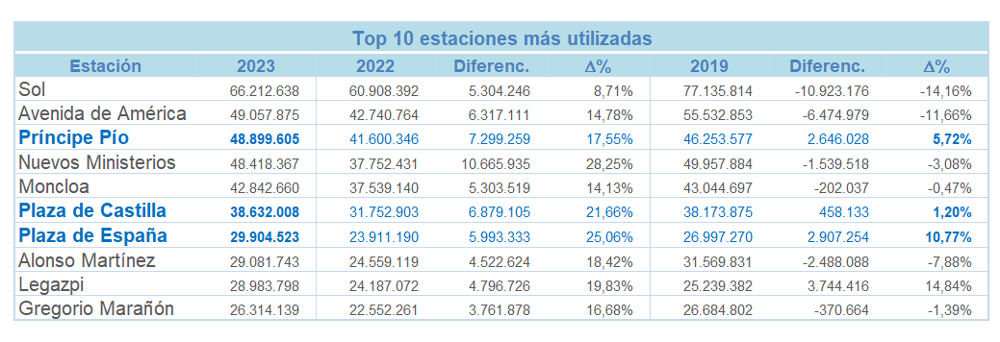 Top 10 estaciones más utilizadas
Estación 2023 2022 Diferenc. Δ% 2019 Diferenc. Δ%
Sol 66.212.638 60.908.392 5.304.246 8,71% 77.135.814 -10.923.176 -14,16%
Avenida de América 49.057.875 42.740.764 6.317.111 14,78% 55.532.853 -6.474.979 -11,66%
Príncipe Pío 48.899.605 41.600.346 7.299.259 17,55% 46.253.577 2.646.028 5,72%
Nuevos Ministerios 48.418.367 37.752.431 10.665.935 28,25% 49.957.884 -1.539.518 -3,08%
Moncloa 42.842.660 37.539.140 5.303.519 14,13% 43.044.697 -202.037 -0,47%
Plaza de Castilla 38.632.008 31.752.903 6.879.105 21,66% 38.173.875 458.133 1,20%
Plaza de España 29.904.523 23.911.190 5.993.333 25,06% 26.997.270 2.907.254 10,77%
Alonso Martínez 29.081.743 24.559.119 4.522.624 18,42% 31.569.831 -2.488.088 -7,88%
Legazpi 28.983.798 24.187.072 4.796.726 19,83% 25.239.382 3.744.416 14,84%
Gregorio Marañón 26.314.139 22.552.261 3.761.878 16,68% 26.684.802 -370.664 -1,39%